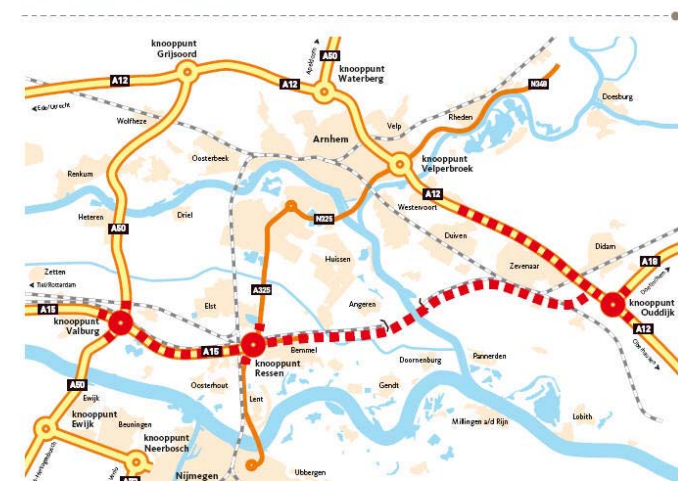 A50
Apeldoorn
knooppunt
Grijsoord
knooppunt
Waterberg
A12
A12
N348
Doesburg
Ede/Utrecht
Wolfheze
Velp
Rheden
Arnhem
Oosterbeek
knooppunt
Velperbroek
Renkum
A12
Heteren
Driel
Westervoort
N325
A50
Duiven
Didam
Huissen
Zevenaar
A18
Zetten
Doetinchem
Tiel/Rotterdam
A325
Elst
Angeren
knooppunt
Ouddijk
A15
knooppunt
Valburg
A15
Bemmel
A12
Oberhausen
knooppunt
Ressen
Doornenburg
Pannerden
A50
Oosterhout
Lent
Gendt
Ewijk
knooppunt
Ewijk
Beuningen
Millingen a/d Rijn
Lobith
knooppunt
Neerbosch
Nijmegen
Ubbergen